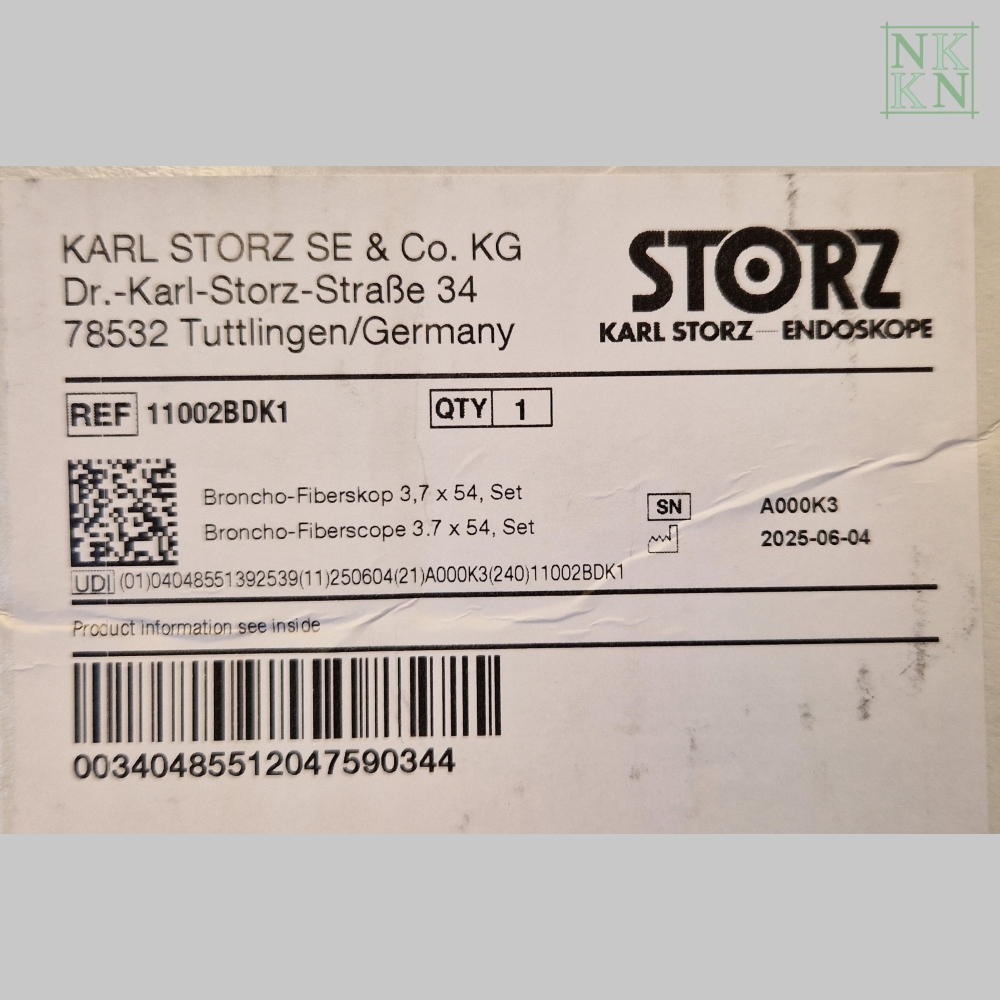 NK
KN
KARL STORZ SE & Co. KG
Dr.-Karl-Storz-Straße 34
78532 Tuttlingen/Germany
STORZ
KARL STORZ — ENDOSKOPE
REF 11002BDK1
QTY 1
Broncho-Fiberskop 3,7 x 54, Set
Broncho-Fiberscope 3.7 x 54, Set
SN A000K3
2025-06-04
UDI (01)04048551392539(11)250604(21)A000K3(240)11002BDK1
Product information see inside
00340485512047590344